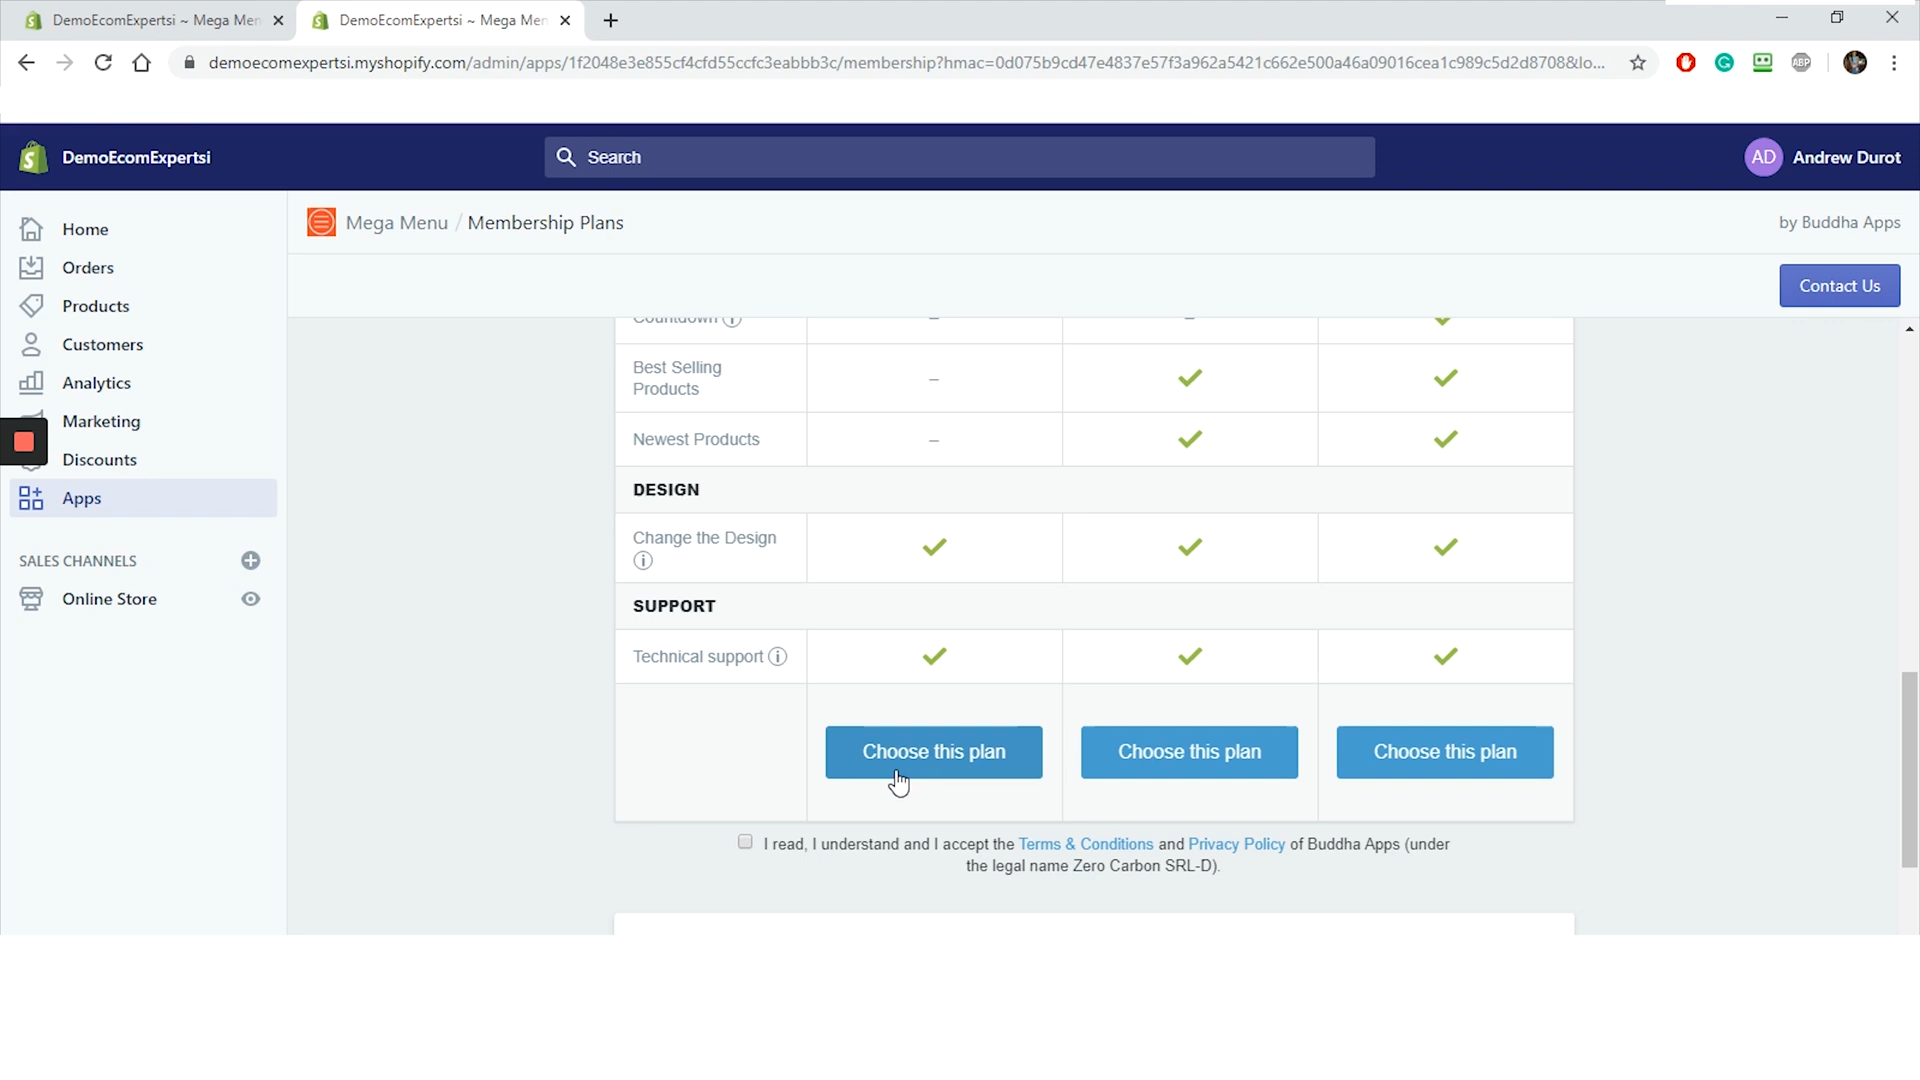 DemoEcomExpertsi ~ Mega Men
DemoEcomExpertsi ~ Mega Men
demoecomexpertsi.myshopify.com/admin/apps/1f2048e3e855cf4cfd55ccfc3eabbb3c/membership?hmac=0d075b9cd47e4837e57f3a962a5421c662e500a46a09016cea1c989c5d2d8708&lo...
ABP
DemoEcomExpertsi
Search
AD
Andrew Durot
Home
Orders
Products
Customers
Analytics
Marketing
Discounts
Apps
SALES CHANNELS
Online Store
Mega Menu / Membership Plans
by Buddha Apps
Contact Us
Countdown
Best Selling
Products
Newest Products
DESIGN
Change the Design
SUPPORT
Technical support
Choose this plan
Choose this plan
Choose this plan
I read, I understand and I accept the Terms & Conditions and Privacy Policy of Buddha Apps (under
the legal name Zero Carbon SRL-D).